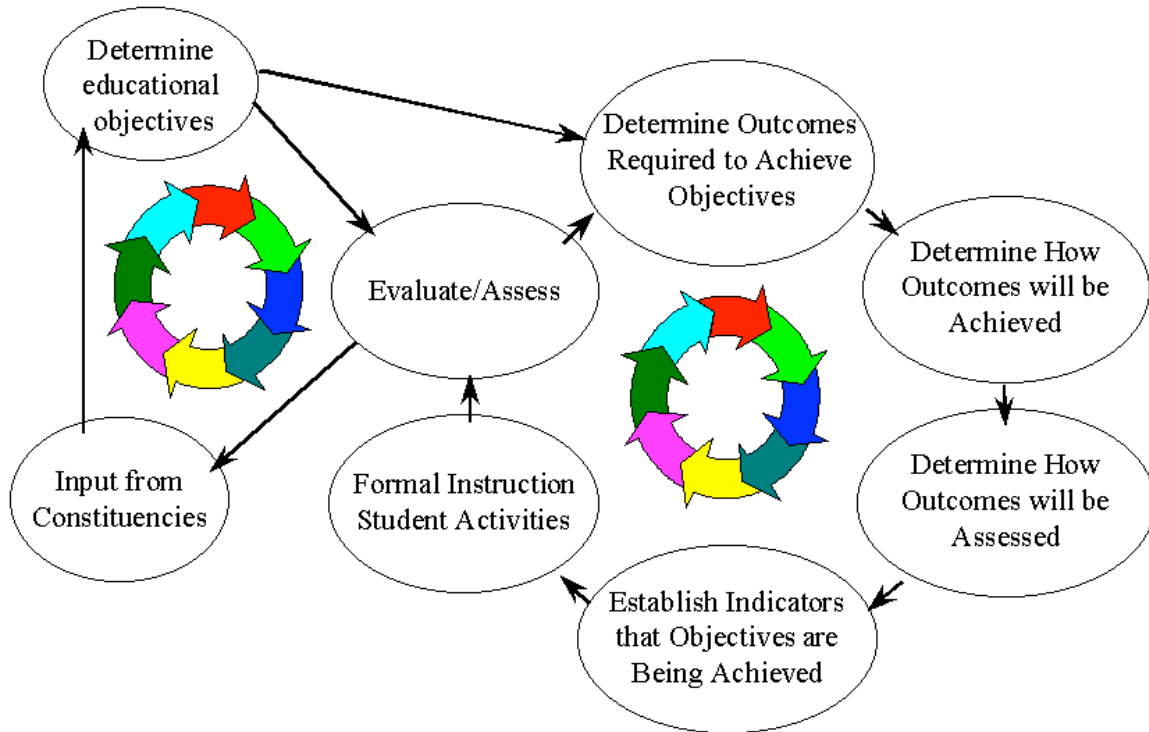 Determine
educational
objectives
Determine Outcomes
Required to Achieve
Objectives
Evaluate/Assess
Determine How
Outcomes will be
Achieved
Input from
Constituencies
Formal Instruction
Student Activities
Determine How
Outcomes will be
Assessed
Establish Indicators
that Objectives are
Being Achieved